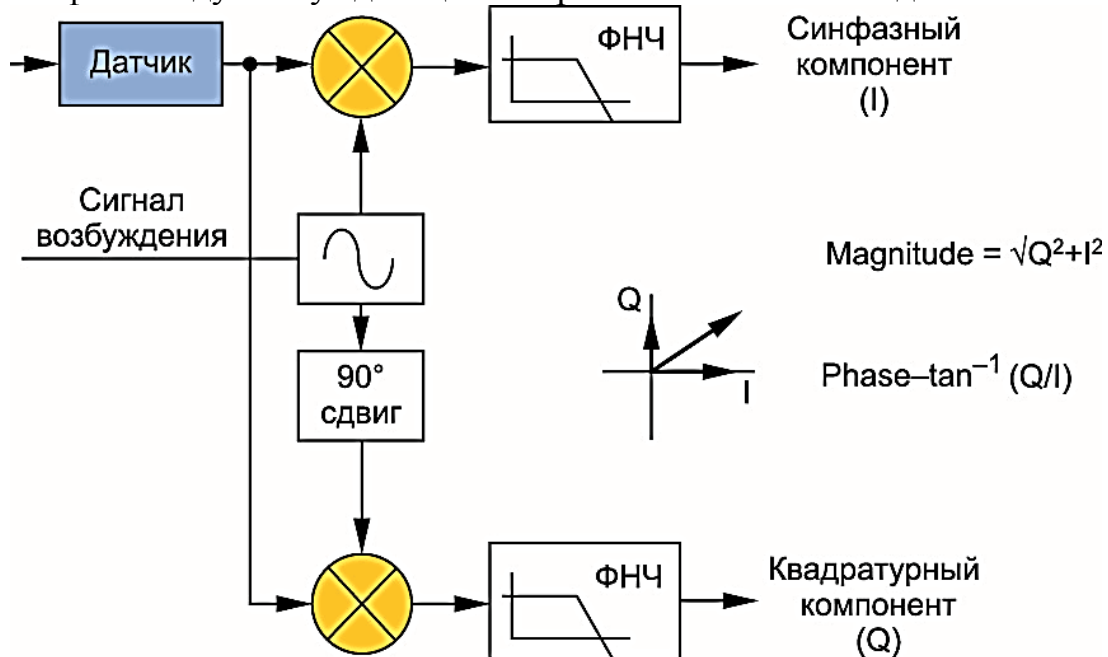 Датчик
ФНЧ
Синфазный
компонент
(I)
Сигнал
возбуждения
Magnitude = √Q²+I²
Q
I
Phase–tan⁻¹ (Q/I)
90°
сдвиг
ФНЧ
Квадратурный
компонент
(Q)